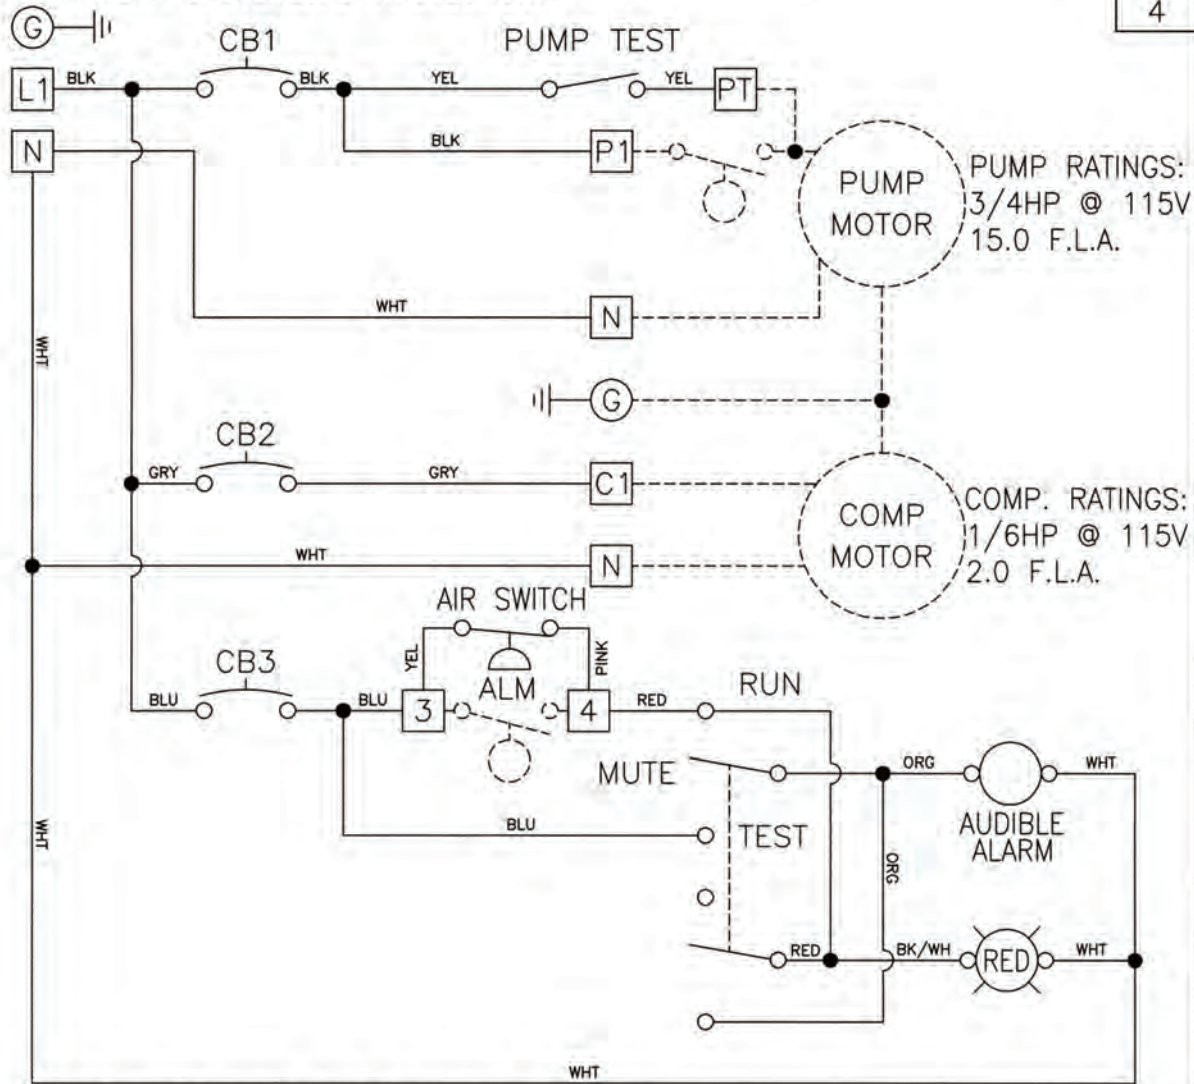 G
4
CB1
PUMP TEST
L1 BLK BLK YEL YEL PT
N BLK P1
PUMP
MOTOR
PUMP RATINGS:
3/4HP @ 115V
15.0 F.L.A.
WHT N
WHT
G
CB2
GRY GRY C1
COMP
MOTOR
COMP. RATINGS:
1/6HP @ 115V
2.0 F.L.A.
WHT N
AIR SWITCH
YEL PINK
ALM
CB3
BLU BLU 3 4 RED RUN
MUTE ORG WHT
AUDIBLE
ALARM
WHT
BLU TEST
ORG
RED BK/WH RED WHT
WHT